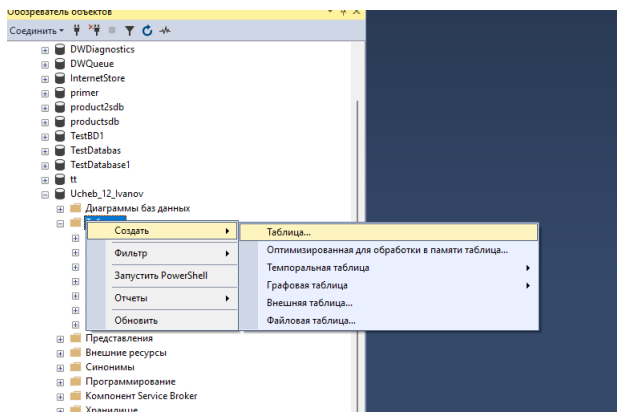 Обозреватель объектов
Соединить
DWDiagnostics
DWQueue
InternetStore
primer
product2sdb
productsdb
TestBD1
TestDatabas
TestDatabase1
tt
Ucheb_12_Ivanov
Диаграммы баз данных
Создать
Фильтр
Запустить PowerShell
Отчеты
Обновить
Таблица...
Оптимизированная для обработки в памяти таблица...
Темпоральная таблица
Графовая таблица
Внешняя таблица...
Файловая таблица...
Представления
Внешние ресурсы
Синонимы
Программирование
Компонент Service Broker
Хранилище